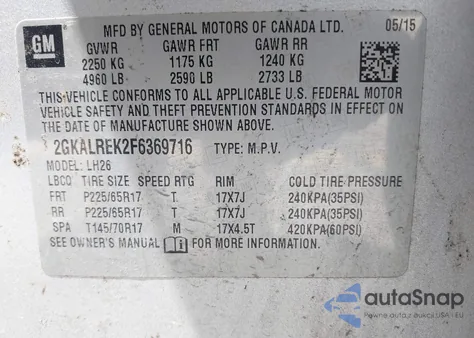 GM
MFD BY GENERAL MOTORS OF CANADA LTD. 05/15
GVWR GAWR FRT GAWR RR
2250 KG 1175 KG 1240 KG
4960 LB 2590 LB 2733 LB
THIS VEHICLE CONFORMS TO ALL APPLICABLE U.S. FEDERAL MOTOR
VEHICLE SAFETY AND THEFT PREVENTION STANDARDS IN EFFECT ON
THE DATE OF MANUFACTURE SHOWN ABOVE.
2GKALREK2F6369716 TYPE: M.P.V.
MODEL: LH26
LBCO TIRE SIZE SPEED RTG RIM COLD TIRE PRESSURE
FRT P225/65R17 T 17X7J 240KPA(35PSI)
RR P225/65R17 T 17X7J 240KPA(35PSI)
SPA T145/70R17 M 17X4.5T 420KPA(60PSI)
SEE OWNER'S MANUAL FOR MORE INFORMATION.
autoSnap
Pewne auto z USA i EU